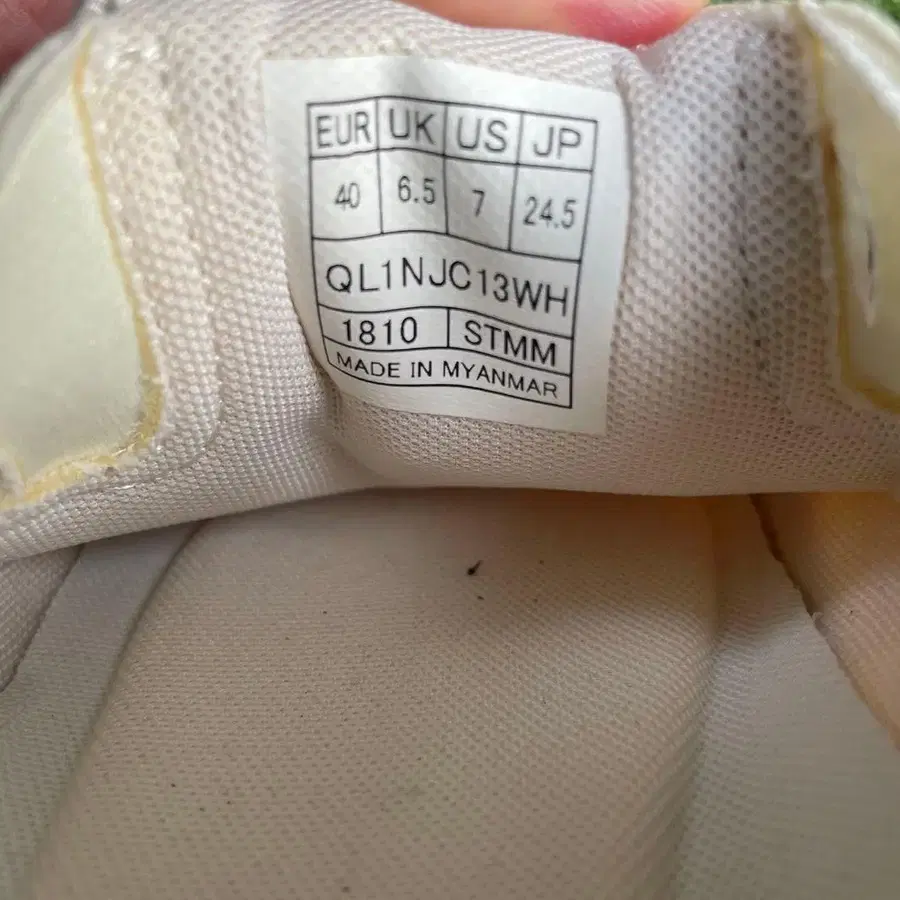 EUR UK US JP
40 6.5 7 24.5
QL1NJC13WH
1810 STMM
MADE IN MYANMAR